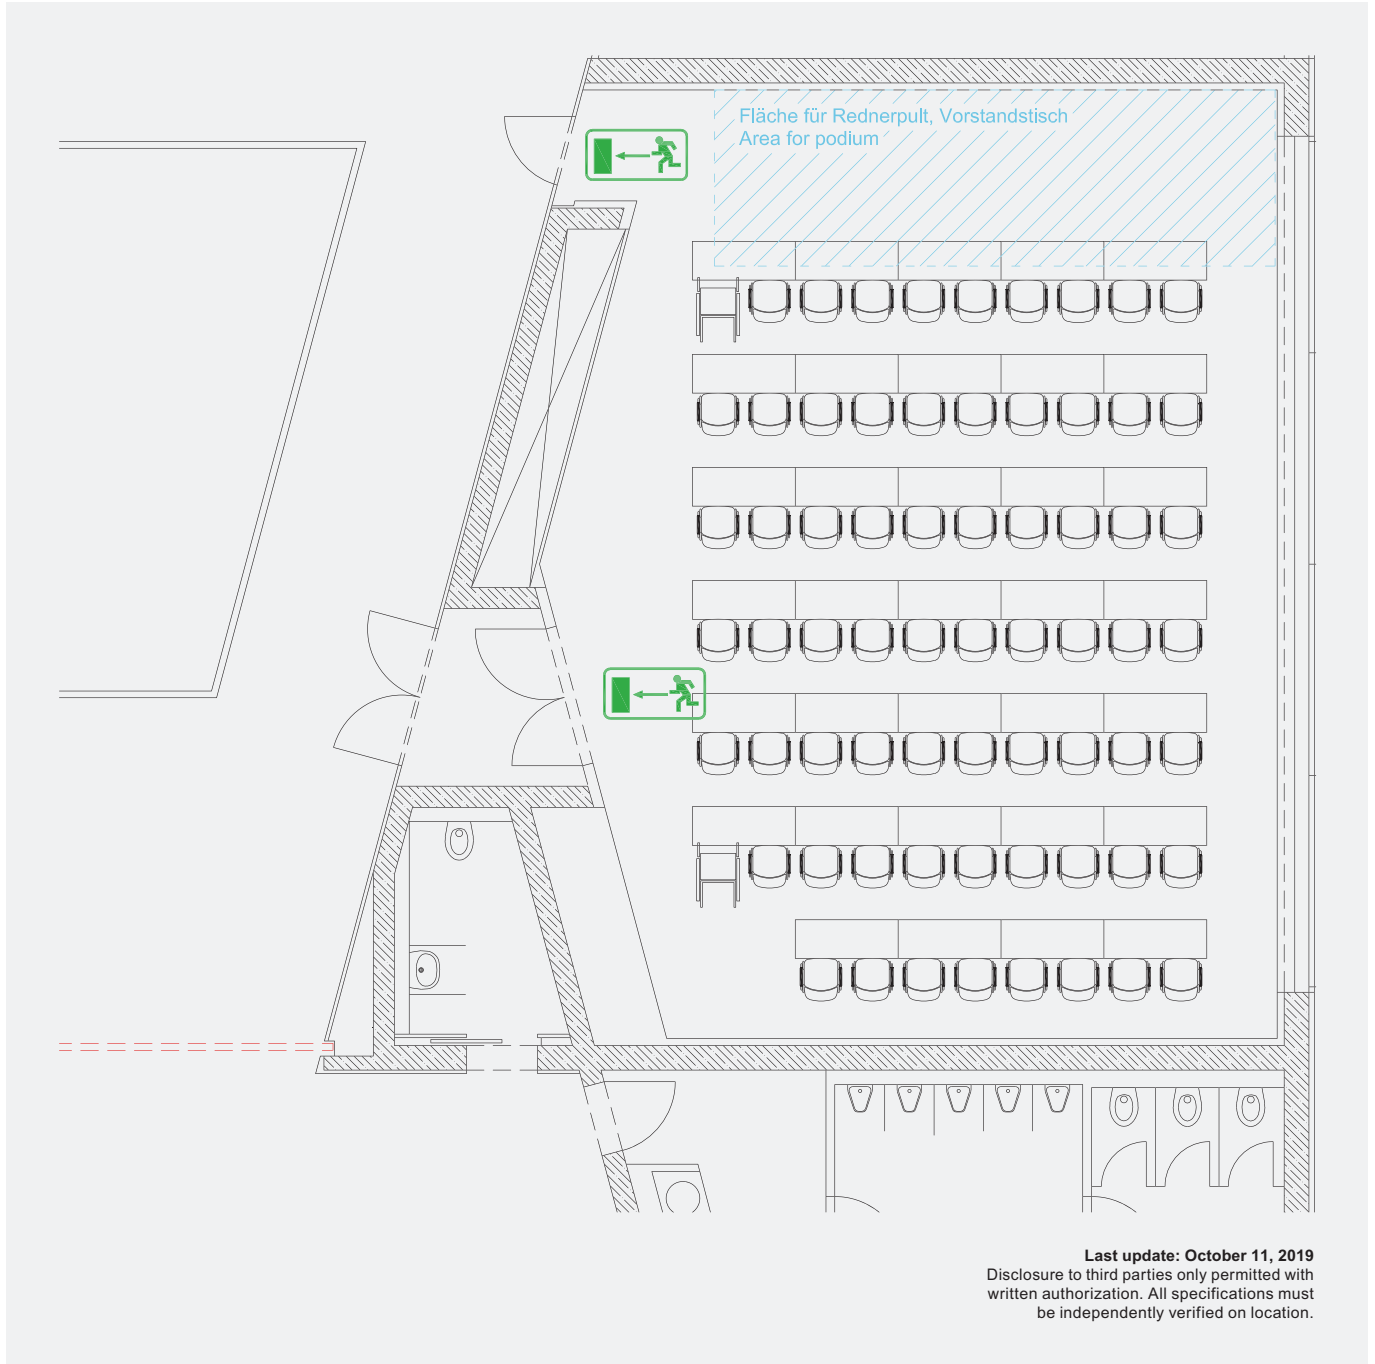 Fläche für Rednerpult, Vorstandstisch
Area for podium
Last update: October 11, 2019
Disclosure to third parties only permitted with
written authorization. All specifications must
be independently verified on location.